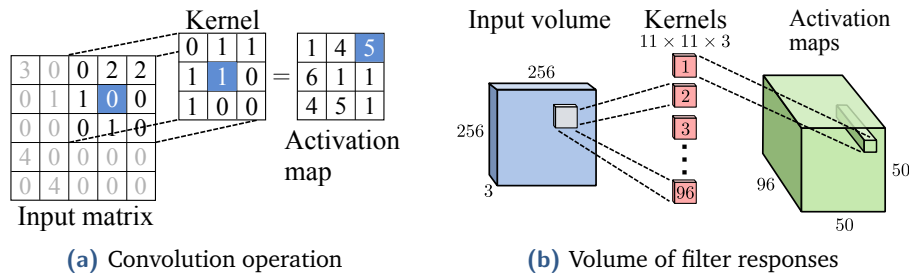 Kernel
0 1 1
1 1 0
1 0 0
=
1 4 5
6 1 1
4 5 1
Activation
map
3 0 0 2 2
0 1 1 0 0
0 0 0 1 0
4 0 0 0 0
0 4 0 0 0
Input matrix
(a) Convolution operation
Input volume
256
256
3
Kernels
11 × 11 × 3
1
2
3
96
Activation
maps
96
50
50
(b) Volume of filter responses